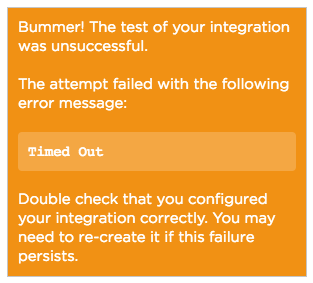 Bummer! The test of your integration
was unsuccessful.
The attempt failed with the following
error message:
Timed Out
Double check that you configured
your integration correctly. You may
need to re-create it if this failure
persists.